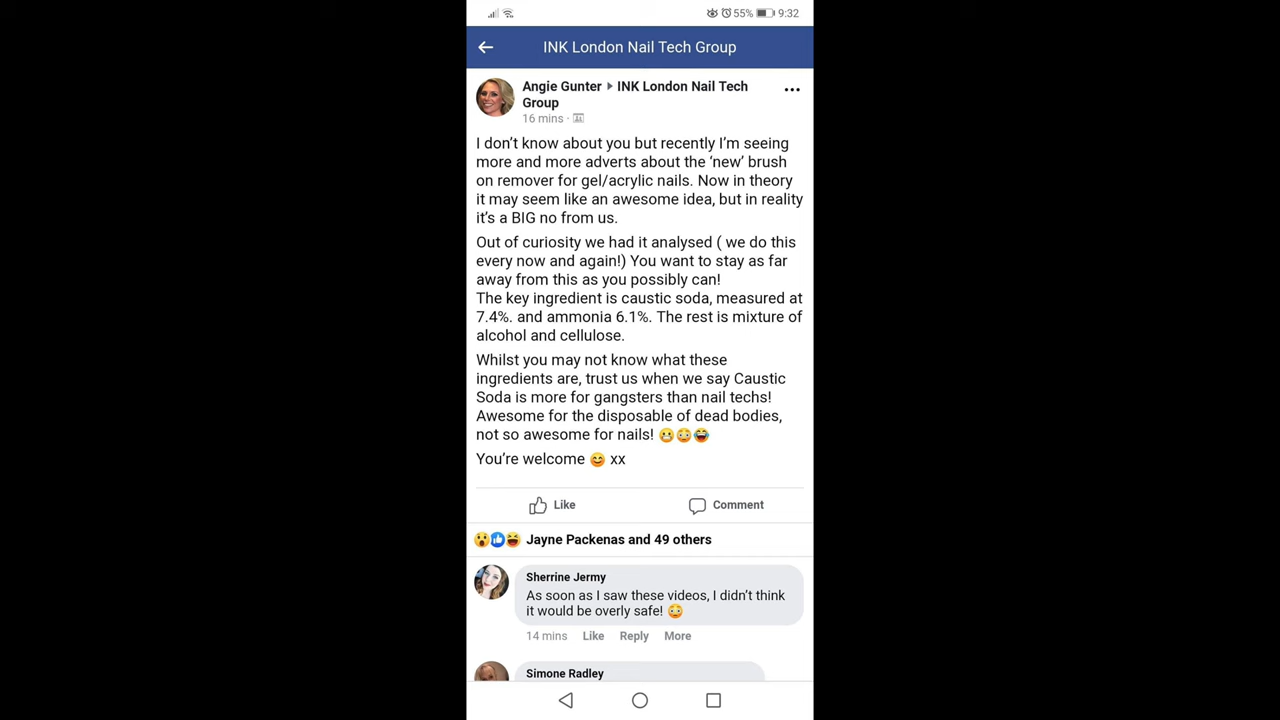 55% 9:32
INK London Nail Tech Group
Angie Gunter ▸ INK London Nail Tech
Group
16 mins ·
I don’t know about you but recently I’m seeing
more and more adverts about the ‘new’ brush
on remover for gel/acrylic nails. Now in theory
it may seem like an awesome idea, but in reality
it’s a BIG no from us.
Out of curiosity we had it analysed ( we do this
every now and again!) You want to stay as far
away from this as you possibly can!
The key ingredient is caustic soda, measured at
7.4%. and ammonia 6.1%. The rest is mixture of
alcohol and cellulose.
Whilst you may not know what these
ingredients are, trust us when we say Caustic
Soda is more for gangsters than nail techs!
Awesome for the disposable of dead bodies,
not so awesome for nails! 😬😳😂
You’re welcome 😊 xx
Like Comment
Jayne Packenas and 49 others
Sherrine Jermy
As soon as I saw these videos, I didn’t think
it would be overly safe! 😳
14 mins Like Reply More
Simone Radley